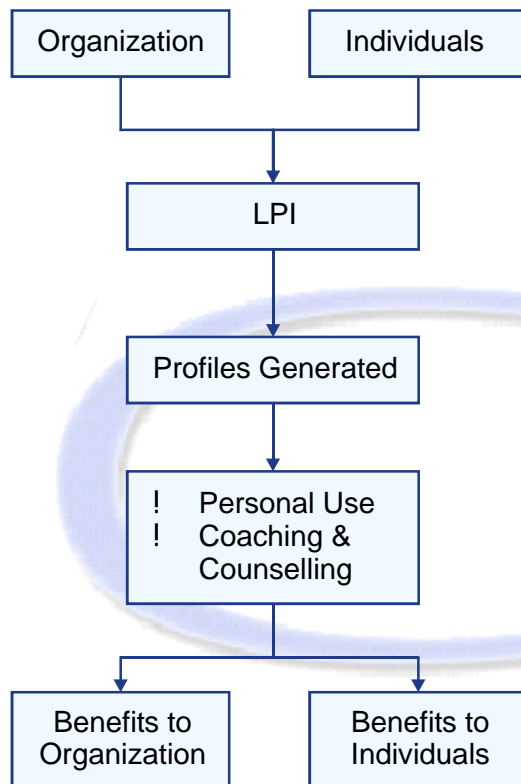 Organization
Individuals
LPI
Profiles Generated
! Personal Use
! Coaching &
Counselling
Benefits to
Organization
Benefits to
Individuals